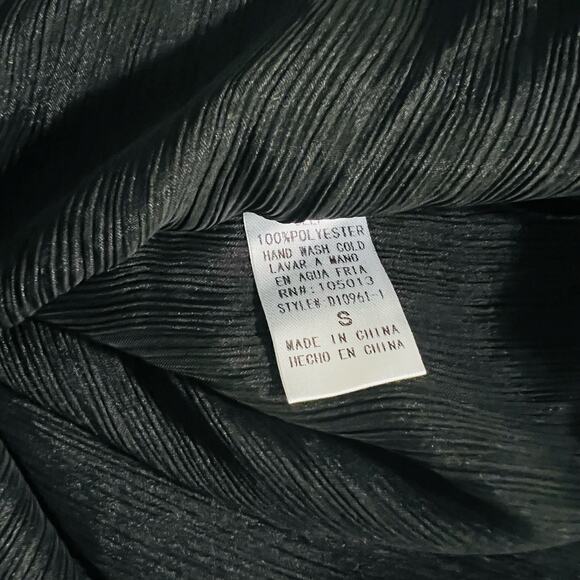 100%POLYESTER
HAND WASH COLD
LAVAR A MANO
EN AGUA FRIA
RN#:105013
STYLE# D10961-1
S
MADE IN CHINA
HECHO EN CHINA